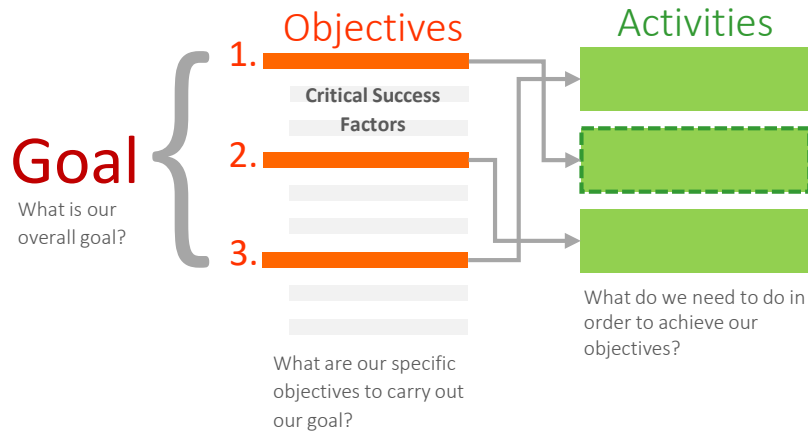 Objectives
Activities
1.
Critical Success
Factors
2.
Goal
What is our
overall goal?
3.
What do we need to do in
order to achieve our
objectives?
What are our specific
objectives to carry out
our goal?